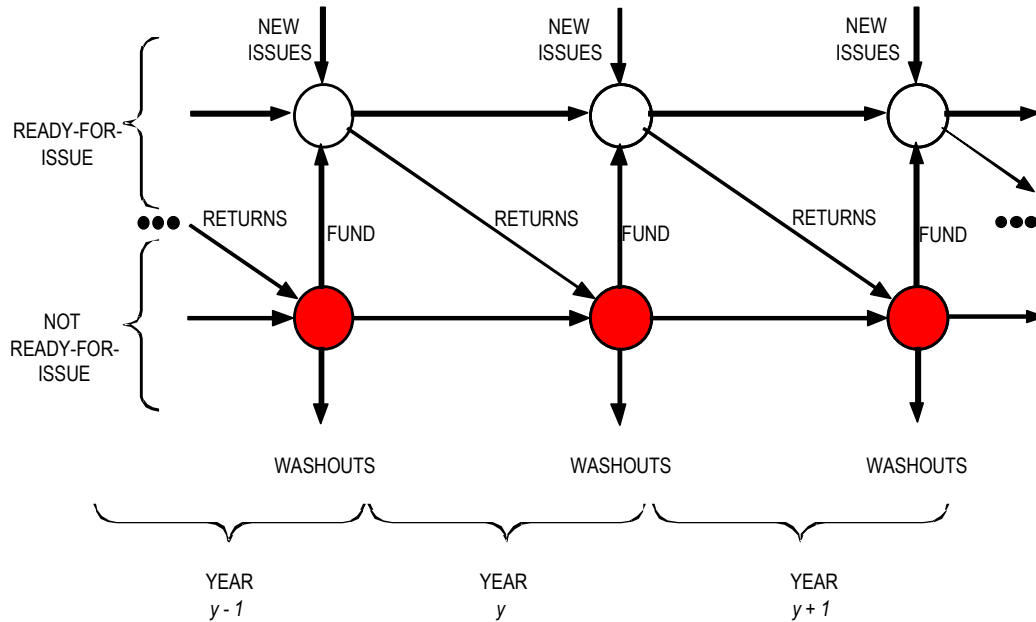 NEW
ISSUES
NEW
ISSUES
NEW
ISSUES
READY-FOR-
ISSUE
RETURNS
FUND
RETURNS
FUND
RETURNS
FUND
NOT
READY-FOR-
ISSUE
WASHOUTS
WASHOUTS
WASHOUTS
YEAR
y - 1
YEAR
y
YEAR
y + 1